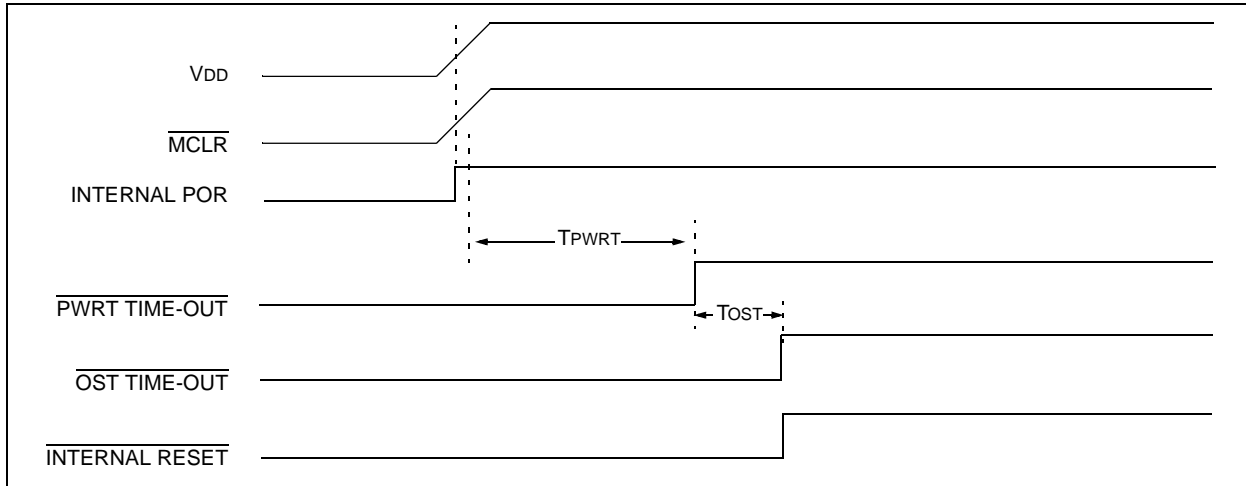 VDD
MCLR
INTERNAL POR
TPWRT
PWRT TIME-OUT
TOST
OST TIME-OUT
INTERNAL RESET